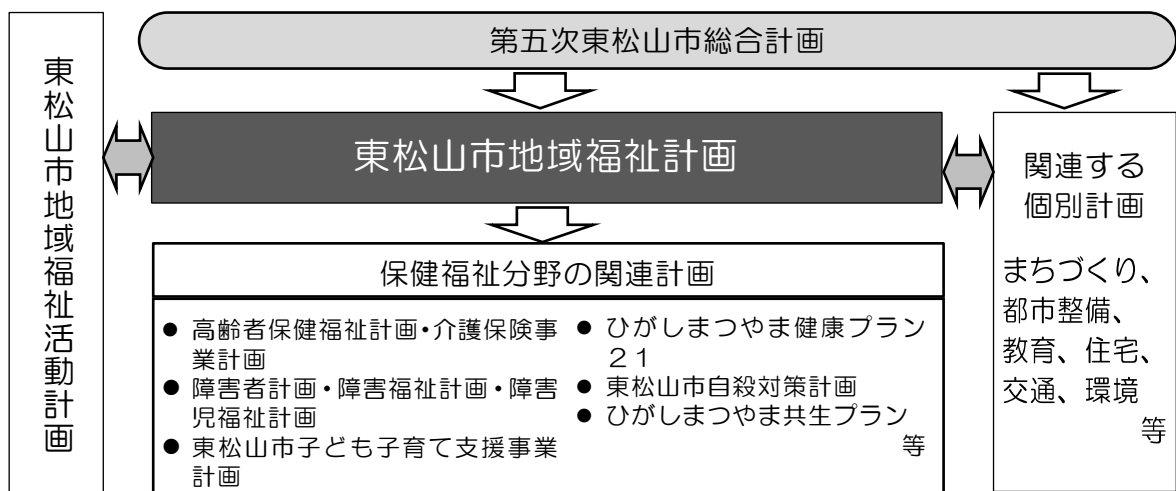 東松山市地域福祉活動計画
第五次東松山市総合計画
東松山市地域福祉計画
保健福祉分野の関連計画
● 高齢者保健福祉計画・介護保険事
業計画
● 障害者計画・障害福祉計画・障害
児福祉計画
● 東松山市子ども子育て支援事業
計画
● ひがしまつやま健康プラン
２１
● 東松山市自殺対策計画
● ひがしまつやま共生プラン
等
関連する
個別計画
まちづくり、
都市整備、
教育、住宅、
交通、環境
等